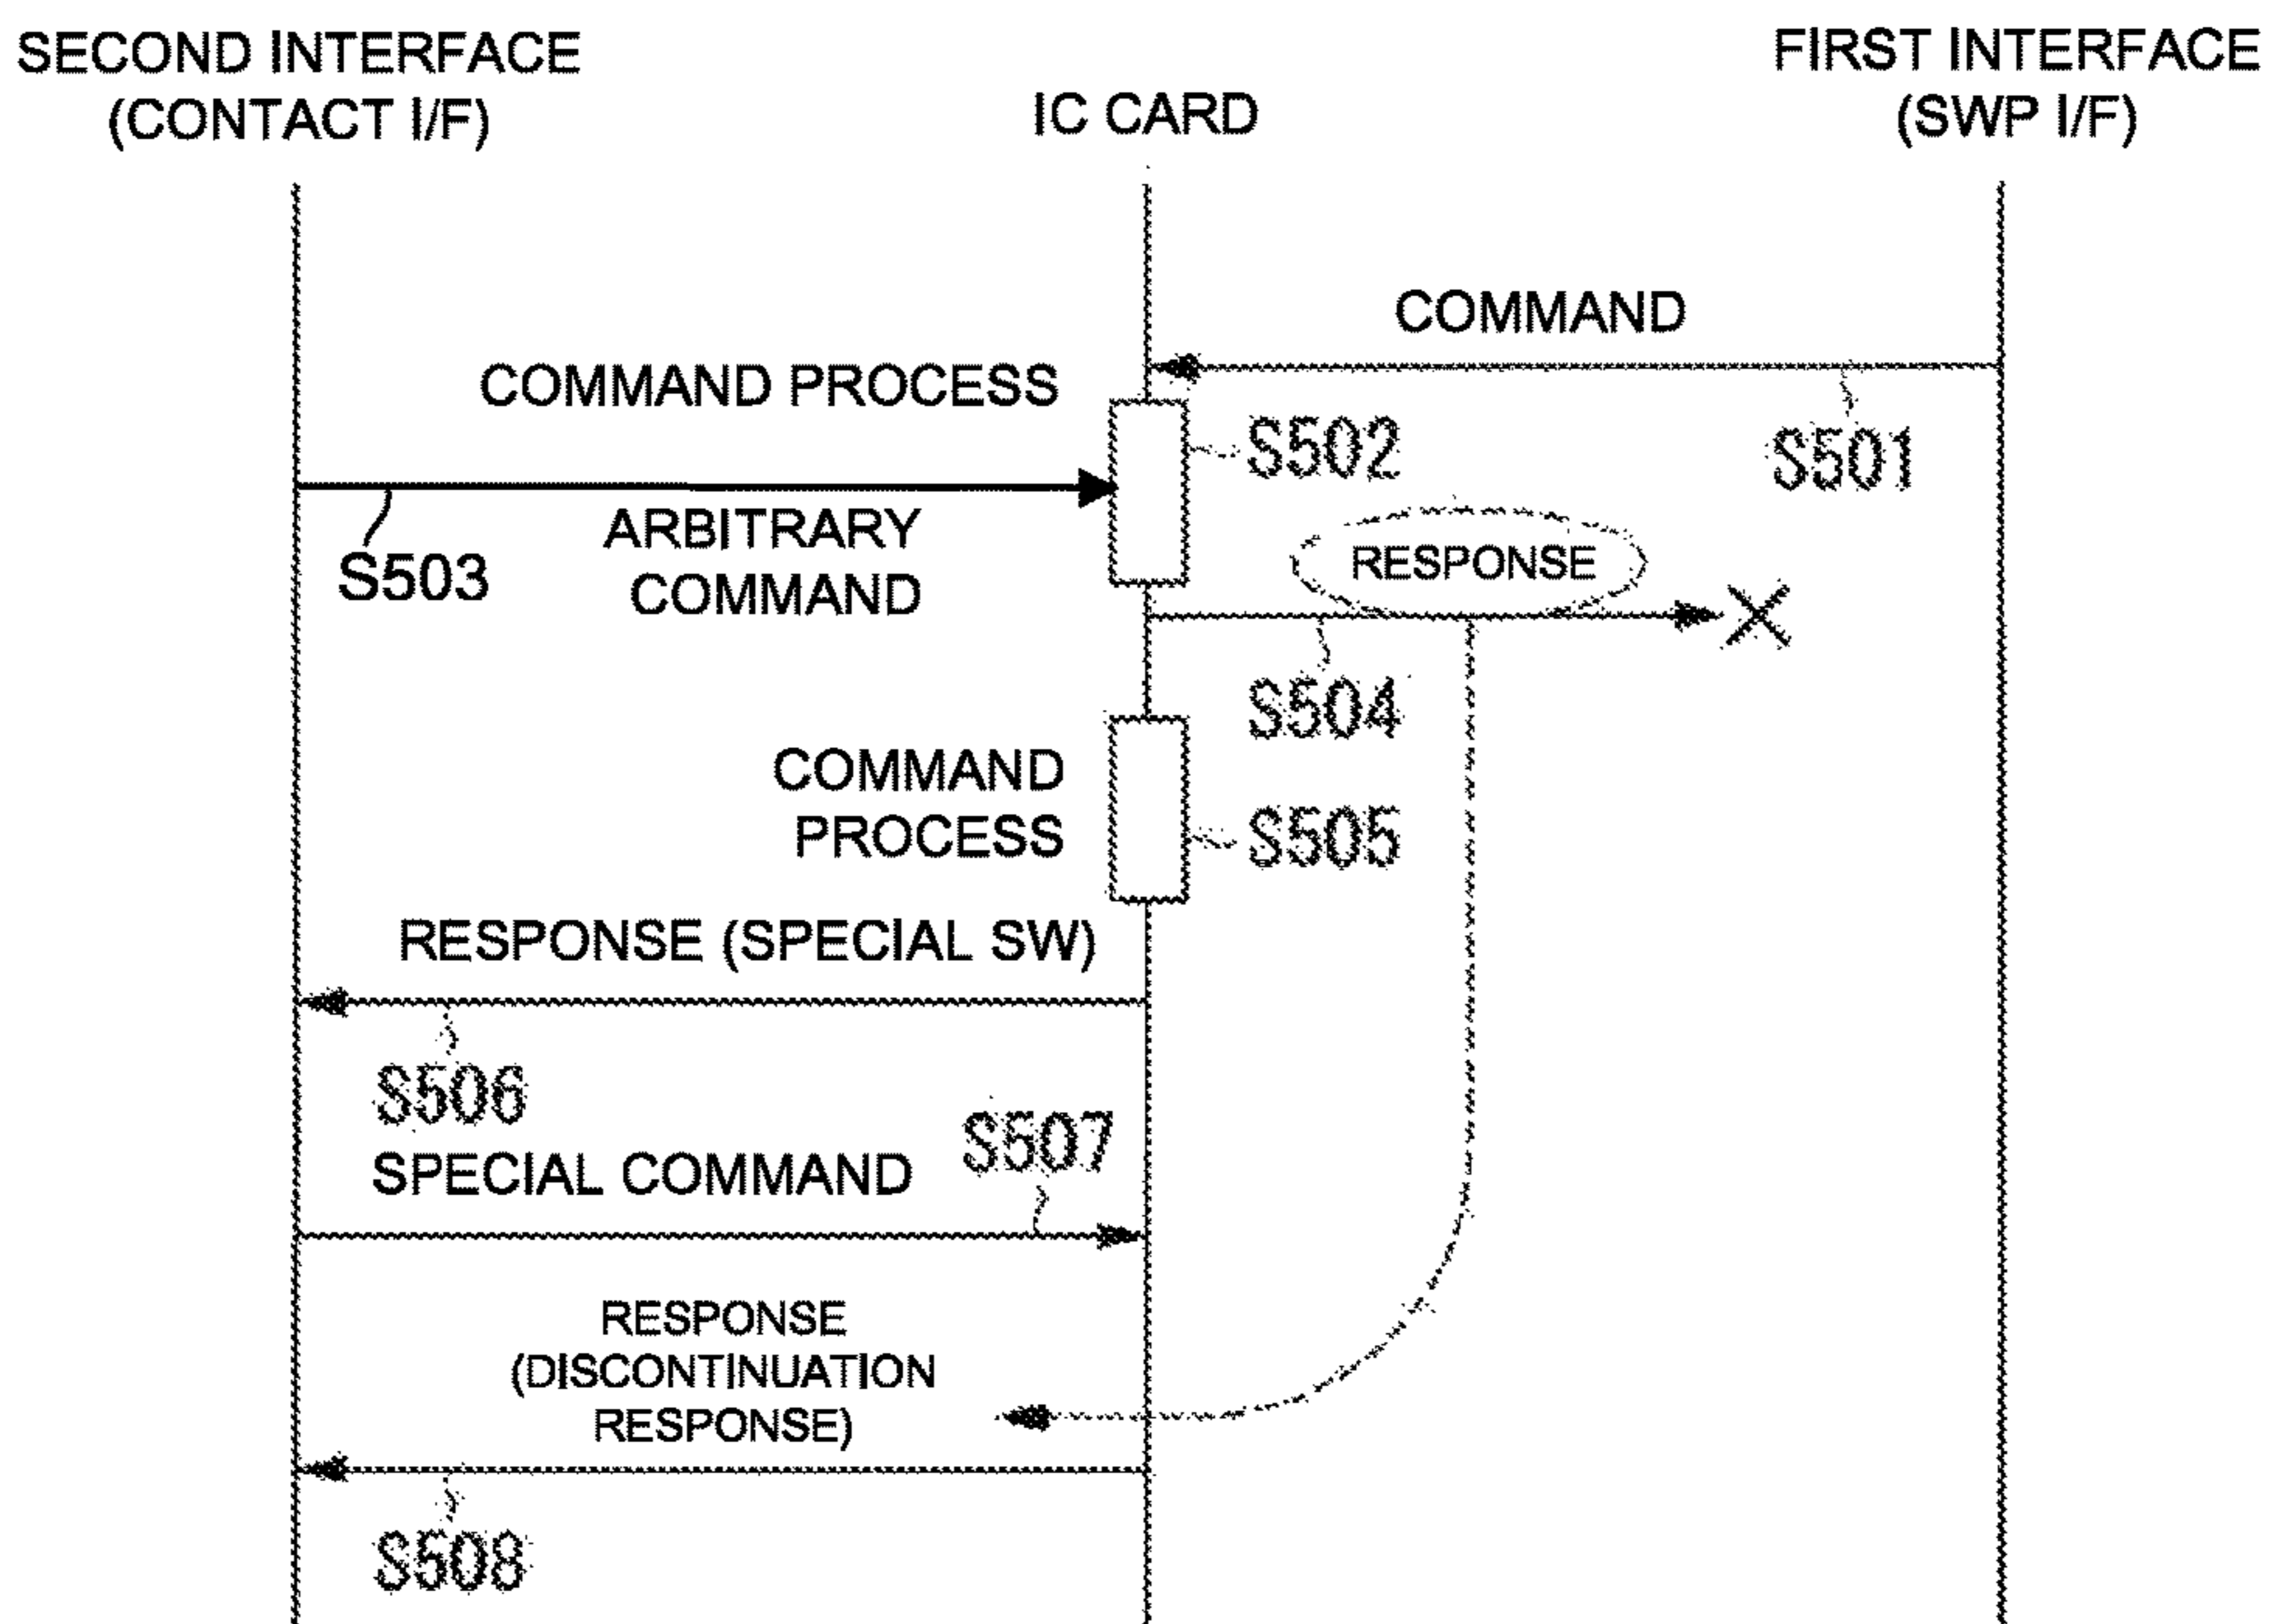 SECOND INTERFACE
(CONTACT I/F)
IC CARD
FIRST INTERFACE
(SWP I/F)
COMMAND
S501
COMMAND PROCESS
S502
S503
ARBITRARY
COMMAND
RESPONSE
S504
COMMAND
PROCESS
S505
RESPONSE (SPECIAL SW)
S506
S507
SPECIAL COMMAND
RESPONSE
(DISCONTINUATION
RESPONSE)
S508